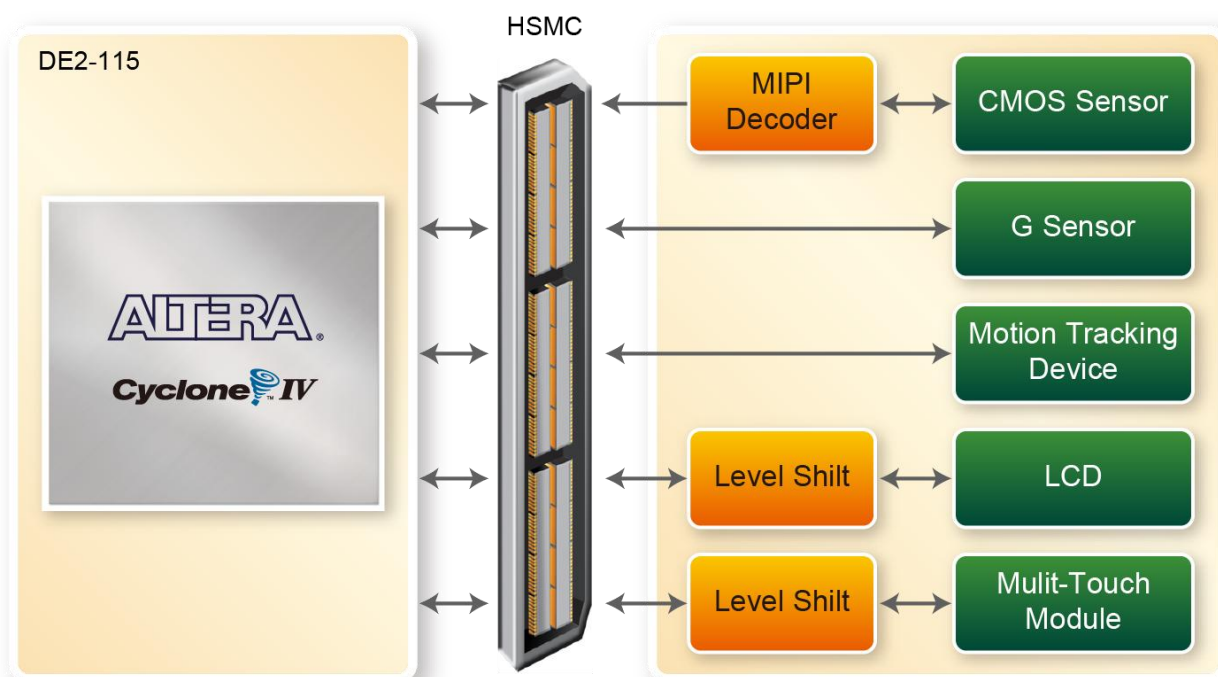 HSMC
DE2-115
ALTERA®
Cyclone™ IV
MIPI
Decoder
CMOS Sensor
G Sensor
Motion Tracking
Device
Level Shilt
LCD
Level Shilt
Mulit-Touch
Module